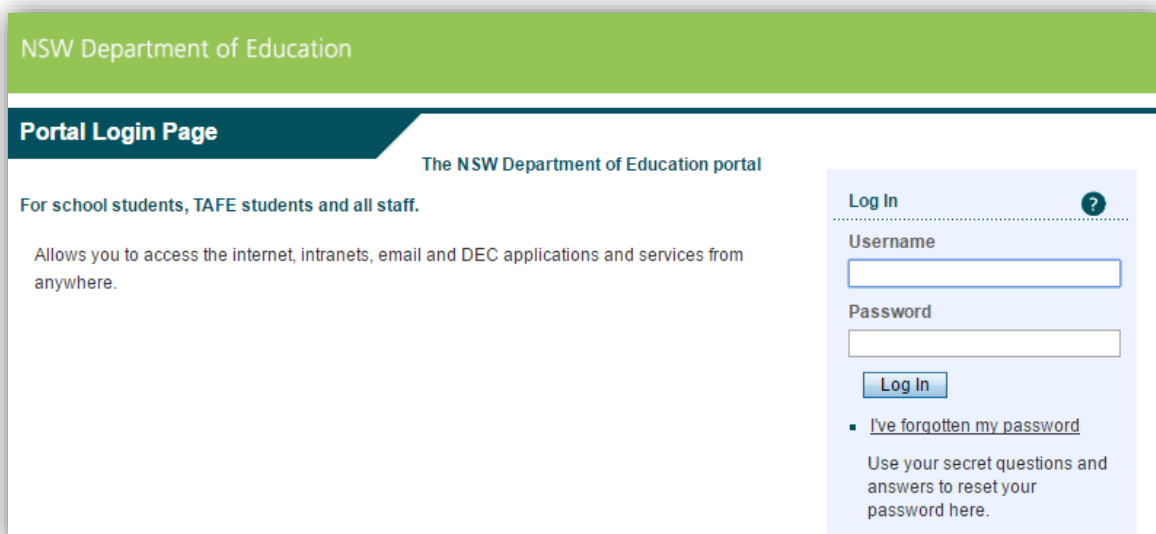 NSW Department of Education
Portal Login Page
The NSW Department of Education portal
For school students, TAFE students and all staff.
Allows you to access the internet, intranets, email and DEC applications and services from
anywhere.
Log In
?
Username
Password
Log In
I've forgotten my password
Use your secret questions and
answers to reset your
password here.